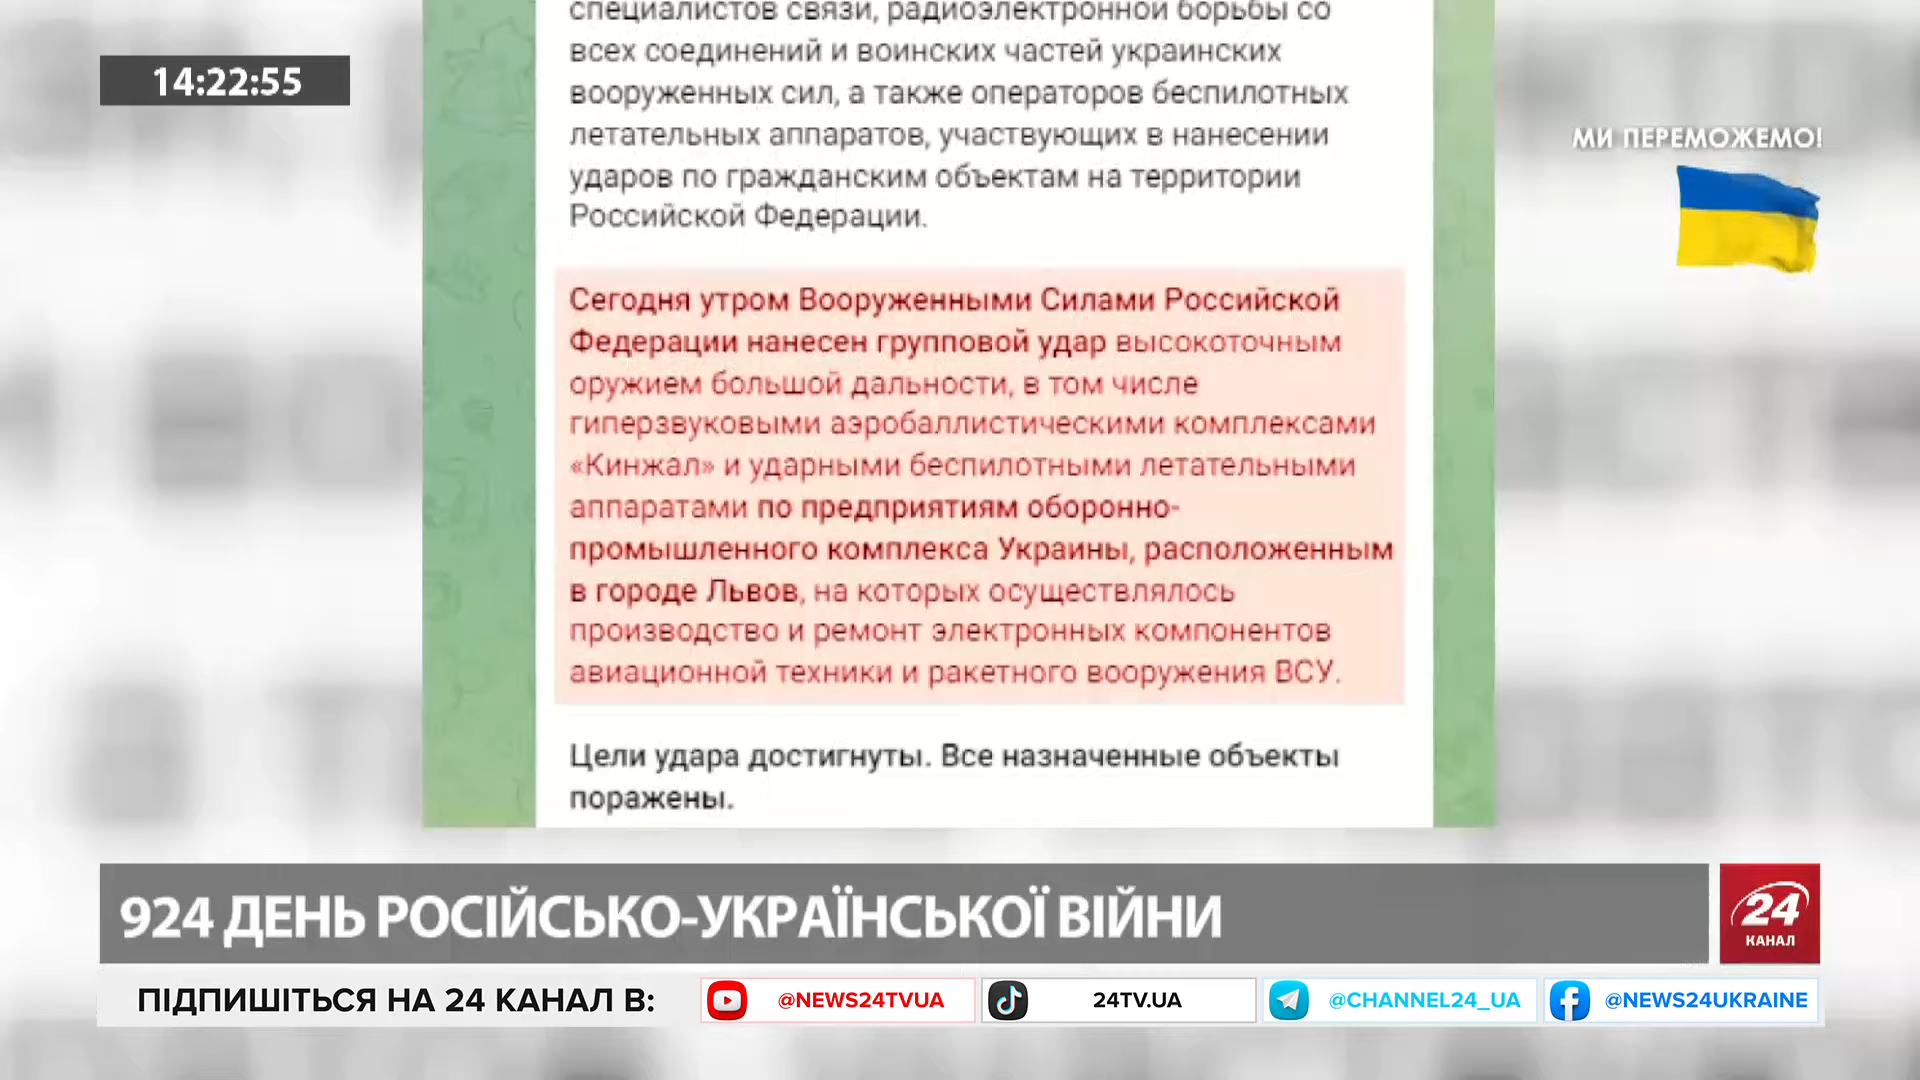 14:22:55
специалистов связи, радиоэлектронной борьбы со
всех соединений и воинских частей украинских
вооруженных сил, а также операторов беспилотных
летательных аппаратов, участвующих в нанесении
ударов по гражданским объектам на территории
Российской Федерации.
МИ ПЕРЕМОЖЕМО!
Сегодня утром Вооруженными Силами Российской
Федерации нанесен групповой удар высокоточным
оружием большой дальности, в том числе
гиперзвуковыми аэробаллистическими комплексами
«Кинжал» и ударными беспилотными летательными
аппаратами по предприятиям оборонно-
промышленного комплекса Украины, расположенным
в городе Львов, на которых осуществлялось
производство и ремонт электронных компонентов
авиационной техники и ракетного вооружения ВСУ.
Цели удара достигнуты. Все назначенные объекты
поражены.
924 ДЕНЬ РОСІЙСЬКО-УКРАЇНСЬКОЇ ВІЙНИ
24
КАНАЛ
ПІДПИШІТЬСЯ НА 24 КАНАЛ В:
@NEWS24TVUA
24TV.UA
@CHANNEL24_UA
@NEWS24UKRAINE